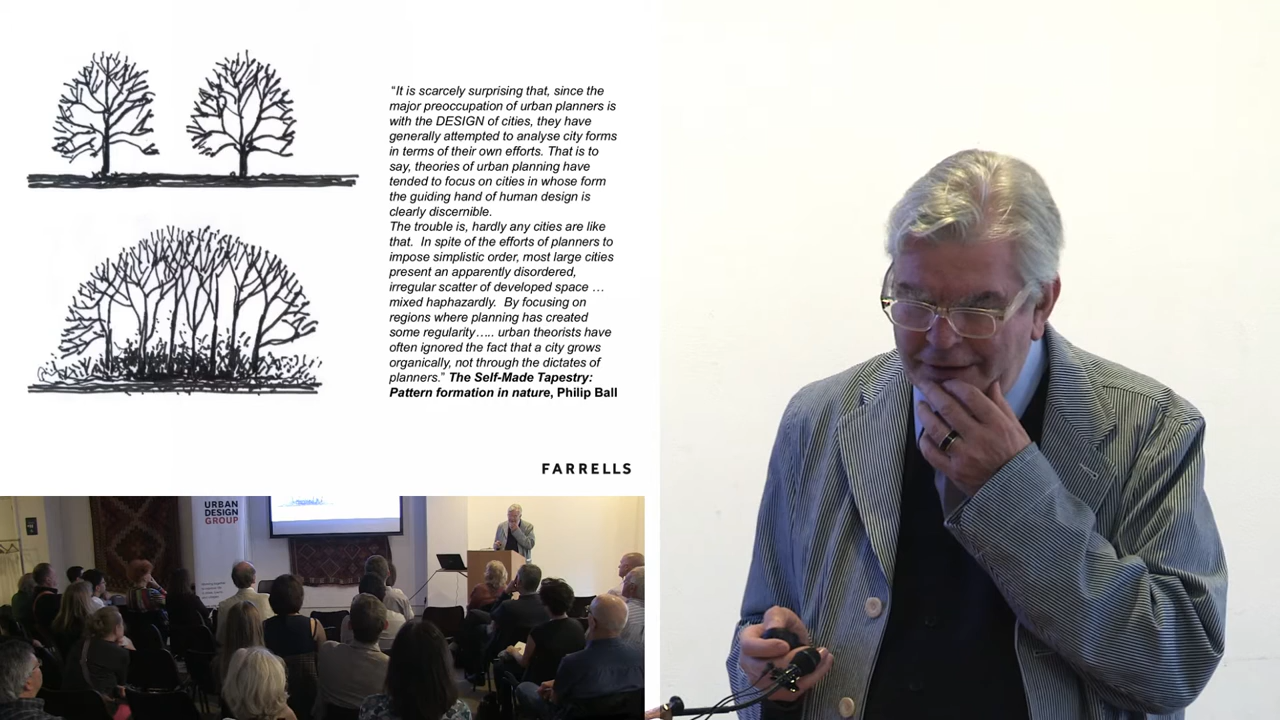 “It is scarcely surprising that, since the
major preoccupation of urban planners is
with the DESIGN of cities, they have
generally attempted to analyse city forms
in terms of their own efforts. That is to
say, theories of urban planning have
tended to focus on cities in whose form
the guiding hand of human design is
clearly discernible.
The trouble is, hardly any cities are like
that.  In spite of the efforts of planners to
impose simplistic order, most large cities
present an apparently disordered,
irregular scatter of developed space …
mixed haphazardly.  By focusing on
regions where planning has created
some regularity….. urban theorists have
often ignored the fact that a city grows
organically, not through the dictates of
planners.” The Self-Made Tapestry:
Pattern formation in nature, Philip Ball
FARRELLS
URBAN
DESIGN
GROUP